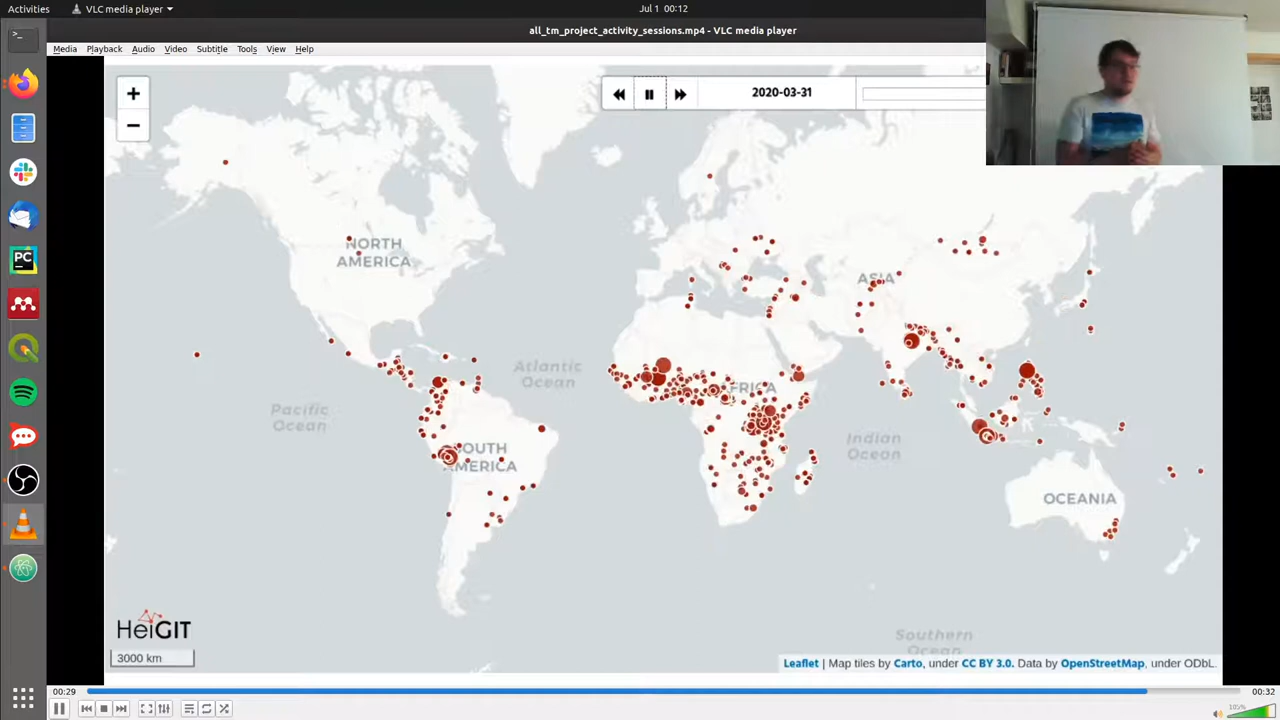 Activities
VLC media player
Jul 1 00:12
all_tm_project_activity_sessions.mp4 - VLC media player
Media Playback Audio Video Subtitle Tools View Help
+
−
2020-03-31
NORTH
AMERICA
ASIA
Atlantic
Ocean
AFRICA
Pacific
Ocean
Indian
Ocean
SOUTH
AMERICA
OCEANIA
HeiGIT
Southern
Ocean
3000 km
Leaflet | Map tiles by Carto, under CC BY 3.0. Data by OpenStreetMap, under ODbL.
00:29
00:32
105%
PC
>_